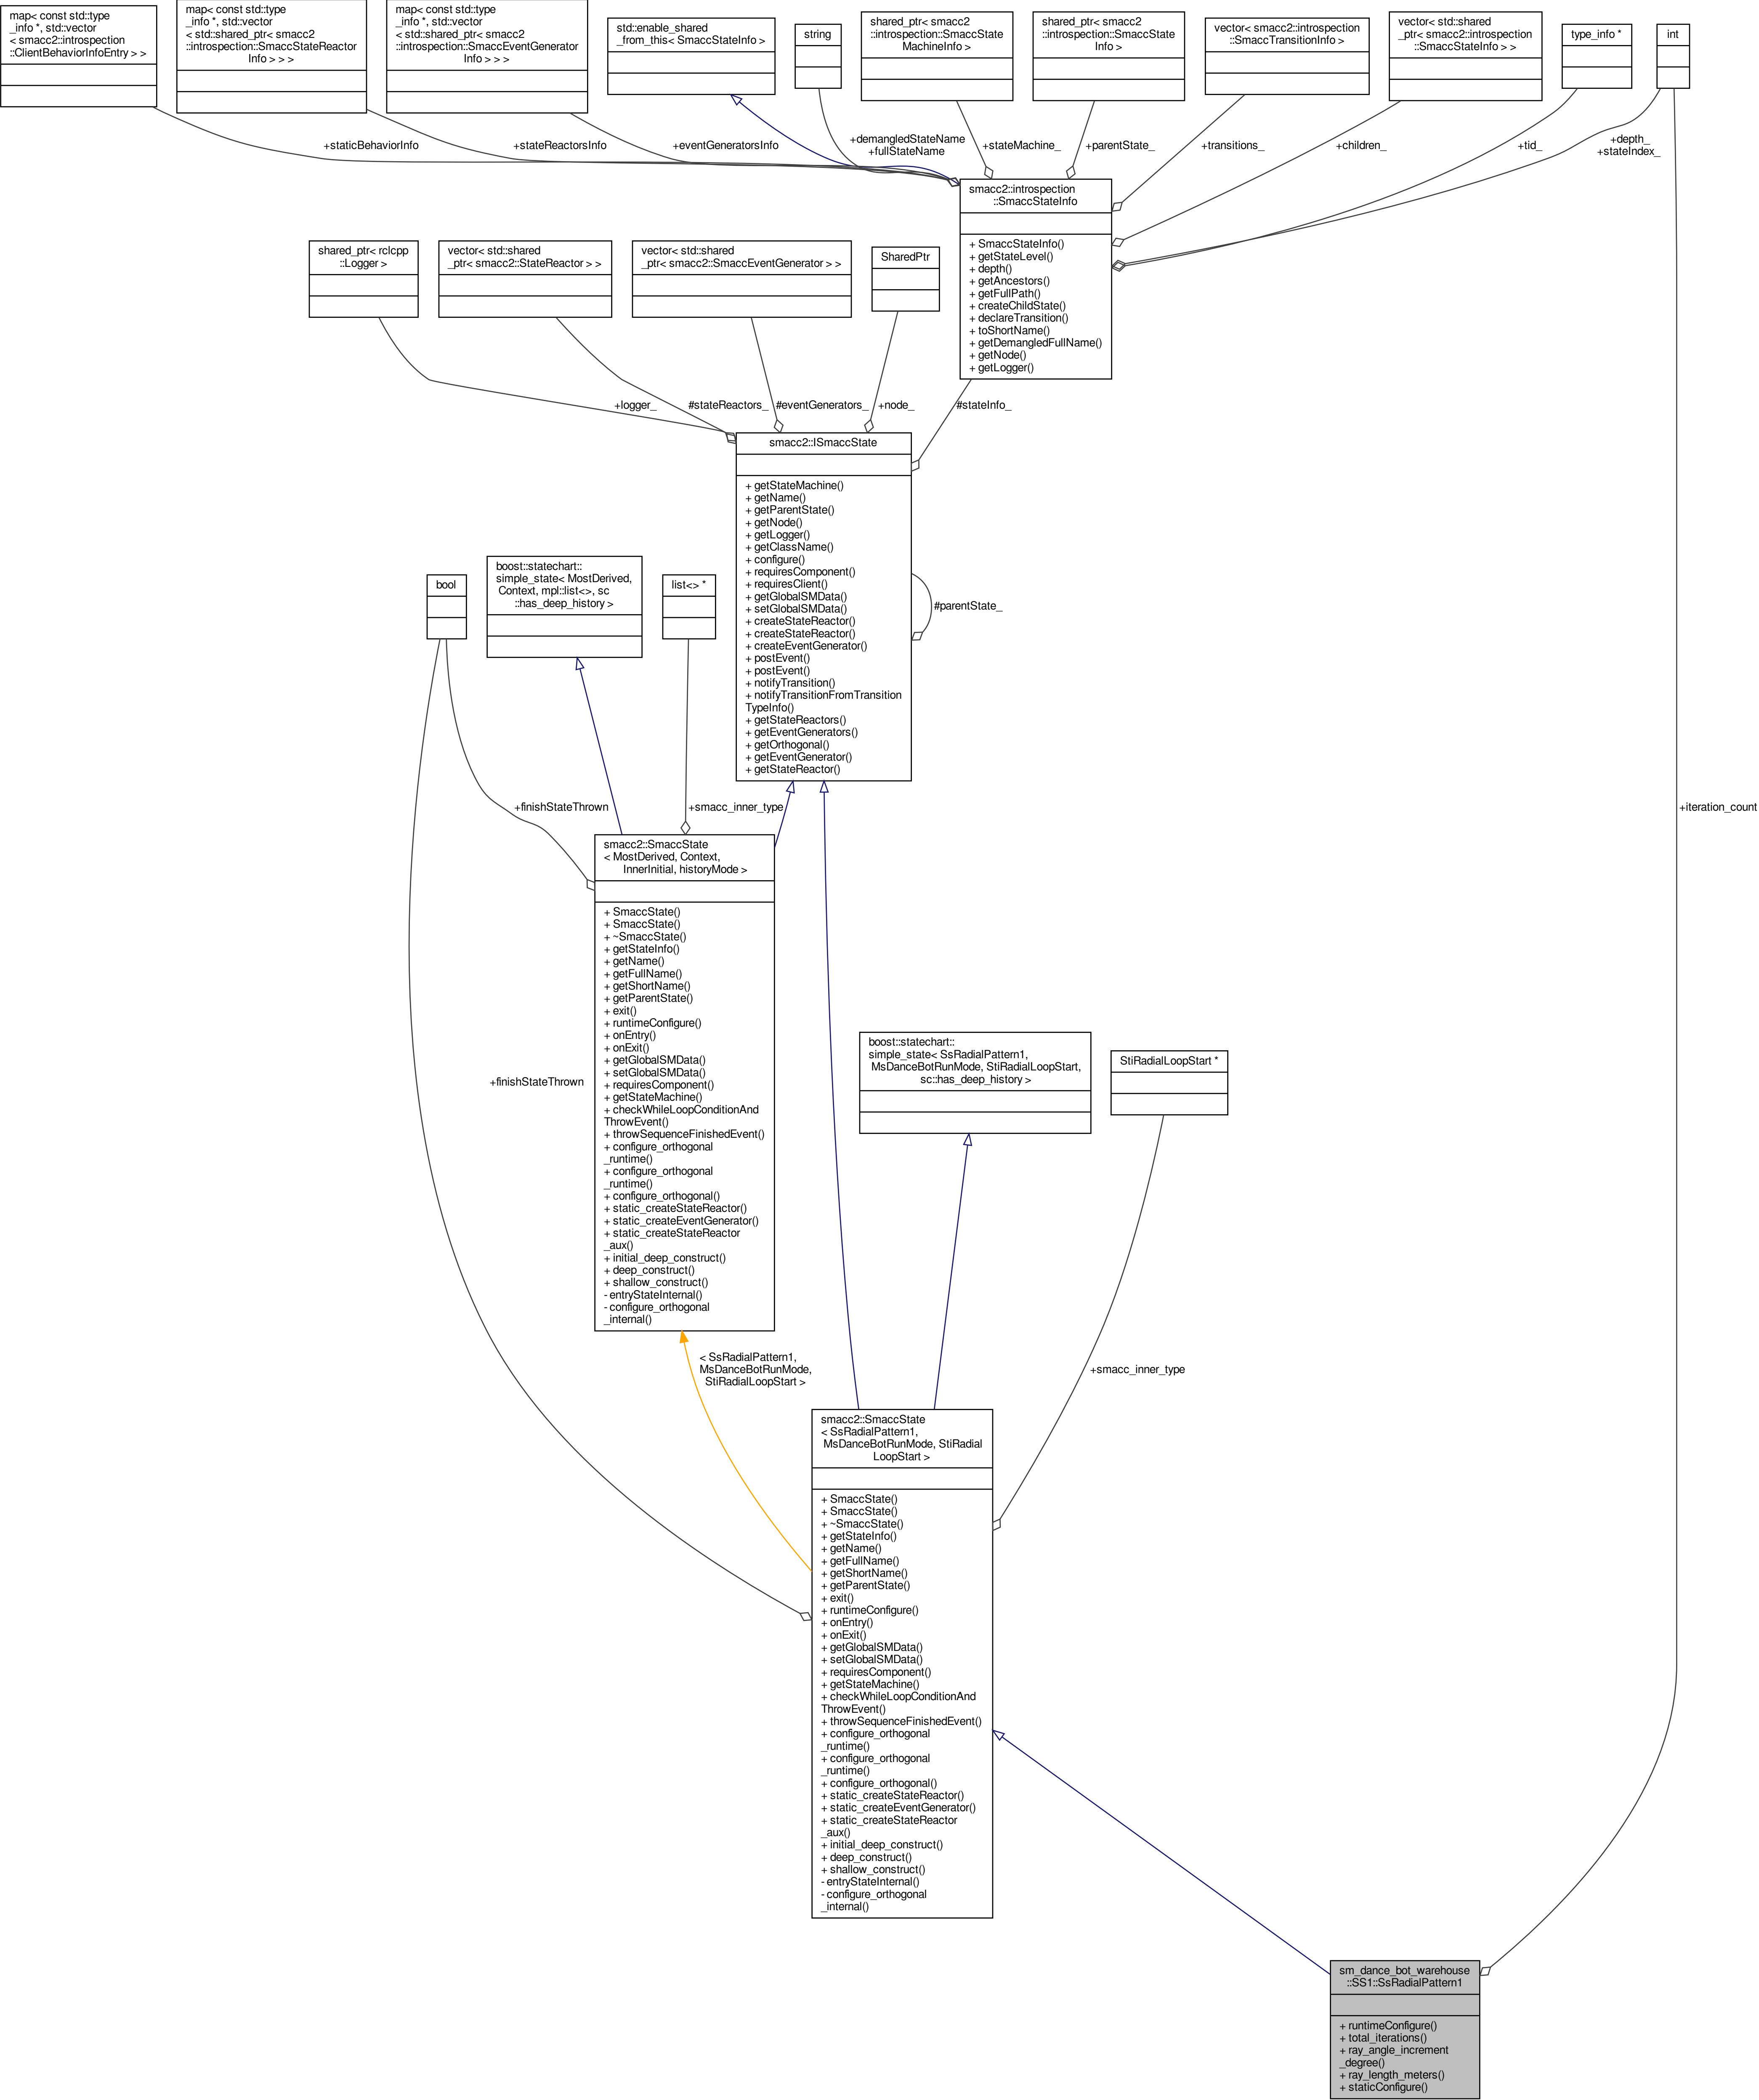 map< const std::type
_info *, std::vector
< smacc2::introspection
::ClientBehaviorInfoEntry > >
map< const std::type
_info *, std::vector
< std::shared_ptr< smacc2
::introspection::SmaccStateReactor
Info > > >
map< const std::type
_info *, std::vector
< std::shared_ptr< smacc2
::introspection::SmaccEventGenerator
Info > > >
std::enable_shared
_from_this< SmaccStateInfo >
string
shared_ptr< smacc2
::introspection::SmaccState
MachineInfo >
shared_ptr< smacc2
::introspection::SmaccState
Info >
vector< smacc2::introspection
::SmaccTransitionInfo >
vector< std::shared
_ptr< smacc2::introspection
::SmaccStateInfo > >
type_info *
int
+staticBehaviorInfo
+stateReactorsInfo
+eventGeneratorsInfo
+demangledStateName
+fullStateName
+stateMachine_
+parentState_
+transitions_
+children_
+tid_
+depth_
+stateIndex_
smacc2::introspection
::SmaccStateInfo
+ SmaccStateInfo()
+ getStateLevel()
+ depth()
+ getAncestors()
+ getFullPath()
+ createChildState()
+ declareTransition()
+ toShortName()
+ getDemangledFullName()
+ getNode()
+ getLogger()
shared_ptr< rclcpp
::Logger >
vector< std::shared
_ptr< smacc2::StateReactor > >
vector< std::shared
_ptr< smacc2::SmaccEventGenerator > >
SharedPtr
+logger_
#stateReactors_
#eventGenerators_
+node_
#stateInfo_
smacc2::ISmaccState
+ getStateMachine()
+ getName()
+ getParentState()
+ getNode()
+ getLogger()
+ getClassName()
+ configure()
+ requiresComponent()
+ requiresClient()
+ getGlobalSMData()
+ setGlobalSMData()
+ createStateReactor()
+ createStateReactor()
+ createEventGenerator()
+ postEvent()
+ postEvent()
+ notifyTransition()
+ notifyTransitionFromTransition
TypeInfo()
+ getStateReactors()
+ getEventGenerators()
+ getOrthogonal()
+ getEventGenerator()
+ getStateReactor()
#parentState_
bool
boost::statechart::
simple_state< MostDerived,
Context, mpl::list<>, sc
::has_deep_history >
list<> *
+finishStateThrown
+smacc_inner_type
+iteration_count
smacc2::SmaccState
< MostDerived, Context,
InnerInitial, historyMode >
+ SmaccState()
+ SmaccState()
+ ~SmaccState()
+ getStateInfo()
+ getName()
+ getFullName()
+ getShortName()
+ getParentState()
+ exit()
+ runtimeConfigure()
+ onEntry()
+ onExit()
+ getGlobalSMData()
+ setGlobalSMData()
+ requiresComponent()
+ getStateMachine()
+ checkWhileLoopConditionAnd
ThrowEvent()
+ throwSequenceFinishedEvent()
+ configure_orthogonal
_runtime()
+ configure_orthogonal
_runtime()
+ configure_orthogonal()
+ static_createStateReactor()
+ static_createEventGenerator()
+ static_createStateReactor
_aux()
+ initial_deep_construct()
+ deep_construct()
+ shallow_construct()
- entryStateInternal()
- configure_orthogonal
_internal()
+finishStateThrown
boost::statechart::
simple_state< SsRadialPattern1,
MsDanceBotRunMode, StiRadialLoopStart,
sc::has_deep_history >
StiRadialLoopStart *
< SsRadialPattern1,
MsDanceBotRunMode,
StiRadialLoopStart >
+smacc_inner_type
smacc2::SmaccState
< SsRadialPattern1,
MsDanceBotRunMode, StiRadial
LoopStart >
+ SmaccState()
+ SmaccState()
+ ~SmaccState()
+ getStateInfo()
+ getName()
+ getFullName()
+ getShortName()
+ getParentState()
+ exit()
+ runtimeConfigure()
+ onEntry()
+ onExit()
+ getGlobalSMData()
+ setGlobalSMData()
+ requiresComponent()
+ getStateMachine()
+ checkWhileLoopConditionAnd
ThrowEvent()
+ throwSequenceFinishedEvent()
+ configure_orthogonal
_runtime()
+ configure_orthogonal
_runtime()
+ configure_orthogonal()
+ static_createStateReactor()
+ static_createEventGenerator()
+ static_createStateReactor
_aux()
+ initial_deep_construct()
+ deep_construct()
+ shallow_construct()
- entryStateInternal()
- configure_orthogonal
_internal()
sm_dance_bot_warehouse
::SS1::SsRadialPattern1
+ runtimeConfigure()
+ total_iterations()
+ ray_angle_increment
_degree()
+ ray_length_meters()
+ staticConfigure()